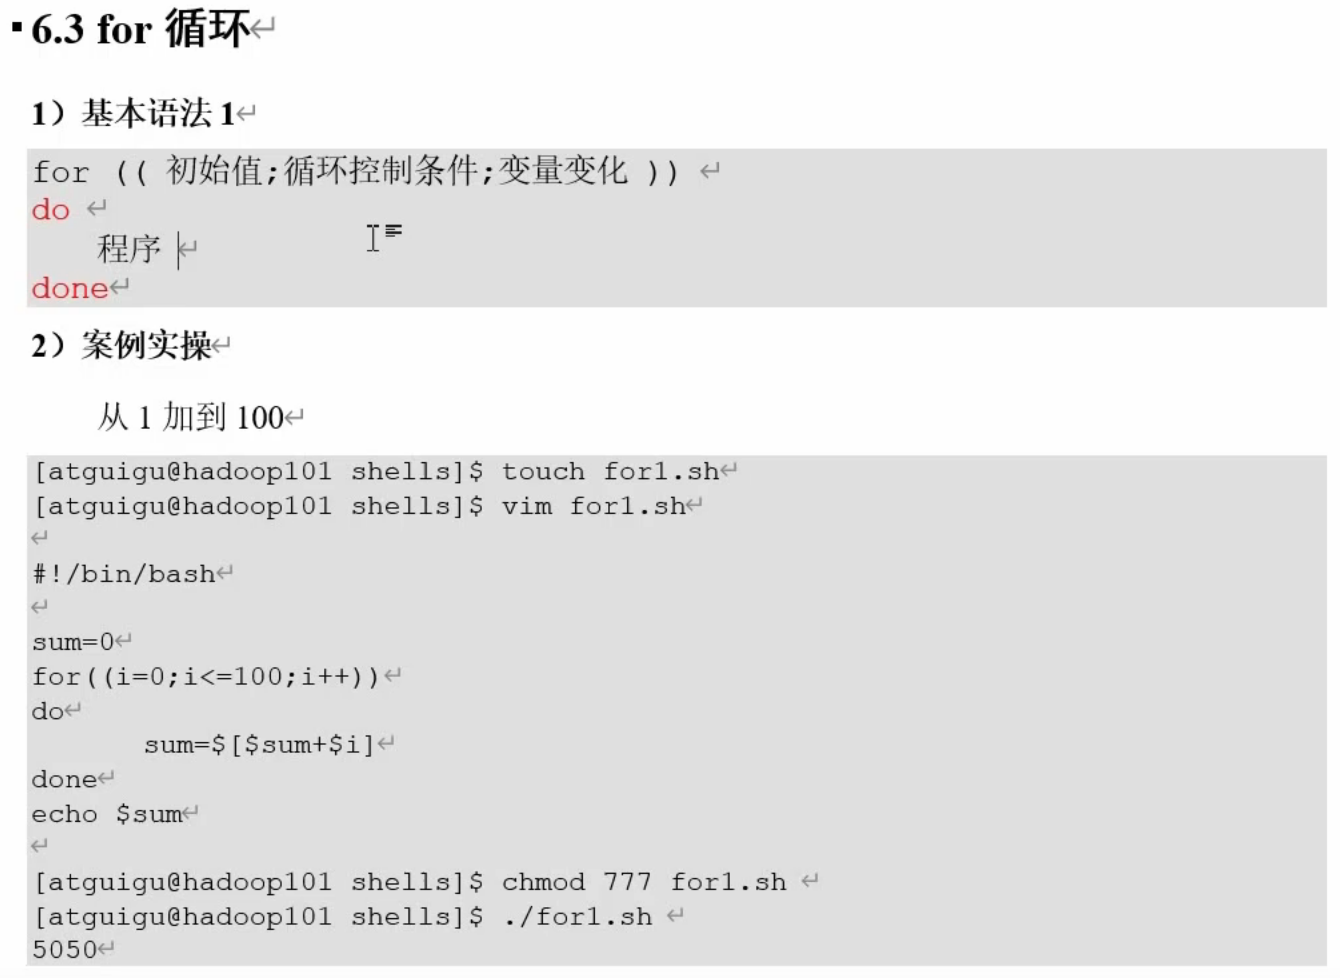 6.3 for 循环
1）基本语法 1
for (( 初始值;循环控制条件;变量变化 ))
do
程序
done
2）案例实操
从 1 加到 100
[atguigu@hadoop101 shells]$ touch for1.sh
[atguigu@hadoop101 shells]$ vim for1.sh
#!/bin/bash
sum=0
for((i=0;i<=100;i++))
do
sum=$[$sum+$i]
done
echo $sum
[atguigu@hadoop101 shells]$ chmod 777 for1.sh
[atguigu@hadoop101 shells]$ ./for1.sh
5050